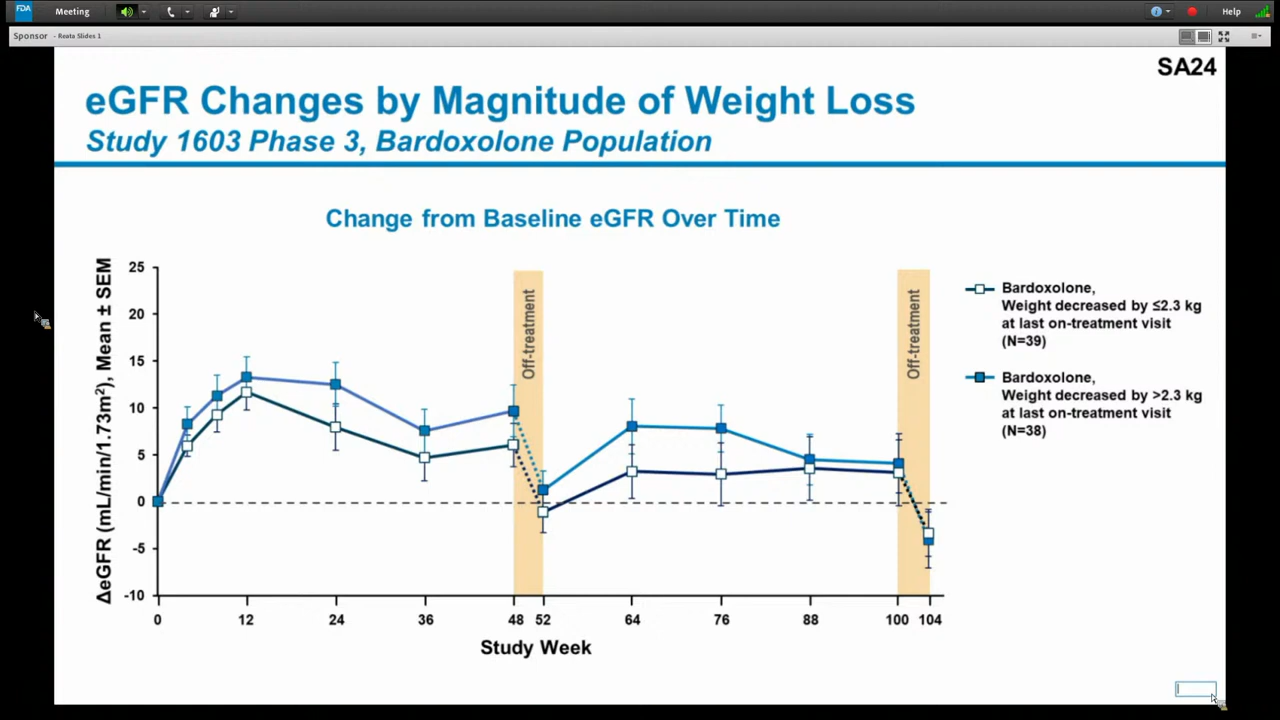 FDA
Meeting
Help
Sponsor - Reata Slides 1
SA24
eGFR Changes by Magnitude of Weight Loss
Study 1603 Phase 3, Bardoxolone Population
Change from Baseline eGFR Over Time
ΔeGFR (mL/min/1.73m²), Mean ± SEM
25
20
15
10
5
0
-5
-10
Off-treatment
Off-treatment
0 12 24 36 48 52 64 76 88 100 104
Study Week
Bardoxolone,
Weight decreased by ≤2.3 kg
at last on-treatment visit
(N=39)
Bardoxolone,
Weight decreased by >2.3 kg
at last on-treatment visit
(N=38)